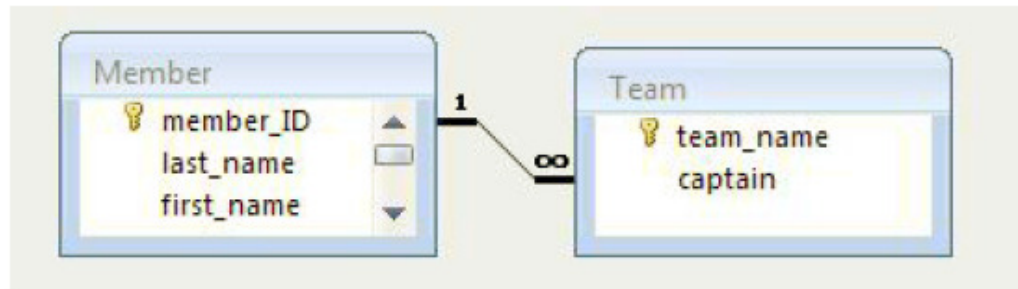 Member
member_ID
last_name
first_name
1
∞
Team
team_name
captain